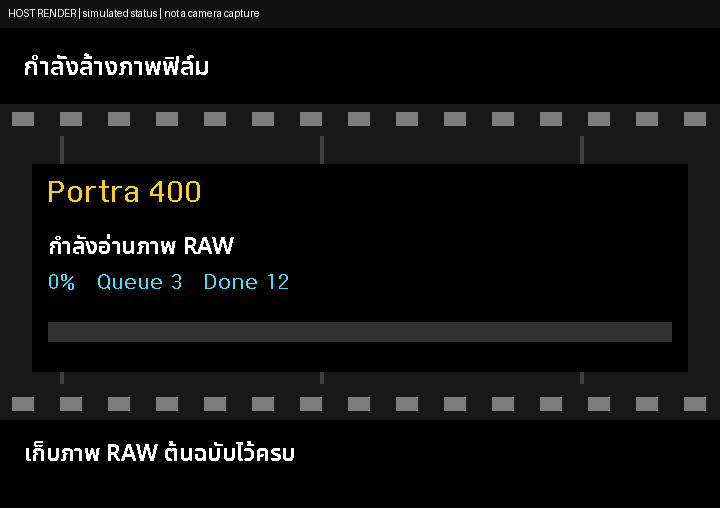 HOST RENDER | simulated status | not a camera capture
กำลังล้างภาพฟิล์ม
Portra 400
กำลังอ่านภาพ RAW
0% Queue 3 Done 12
เก็บภาพ RAW ต้นฉบับไว้ครบ